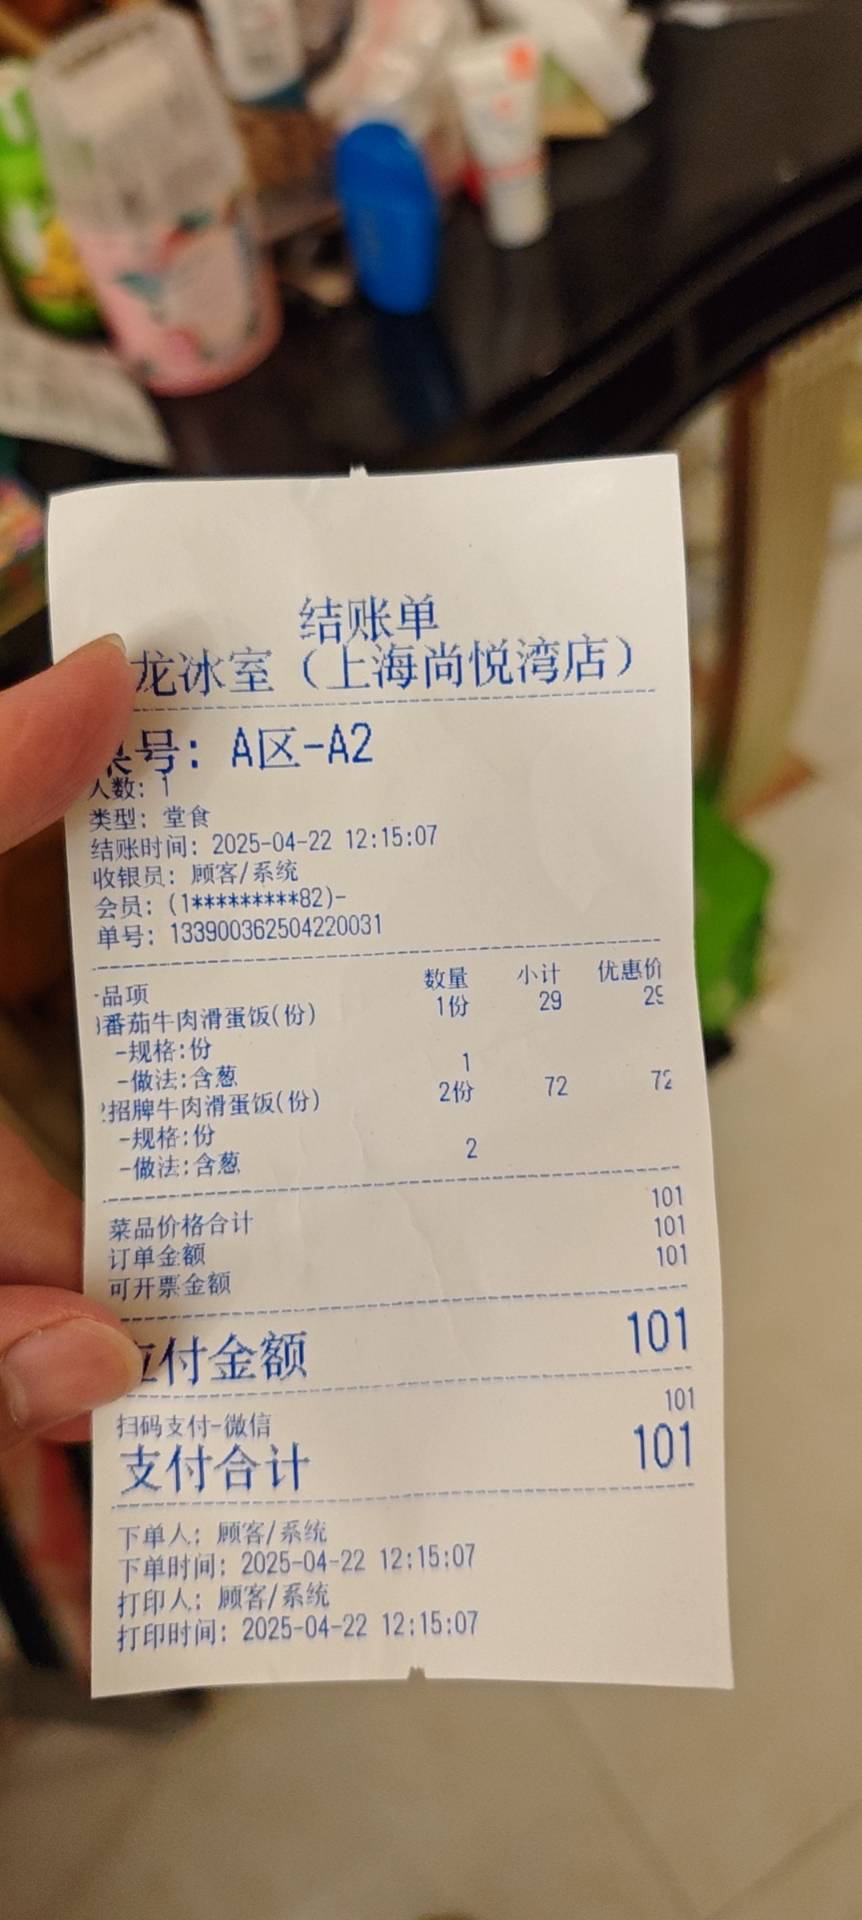 结账单
龙冰室（上海尚悦湾店）
号: A区-A2
人数: 1
类型: 堂食
结账时间: 2025-04-22 12:15:07
收银员: 顾客/系统
会员: (1*********82)-
单号: 133900362504220031
品项 数量 小计 优惠价
番茄牛肉滑蛋饭(份) 1份 29 29
-规格:份
-做法:含葱 1
招牌牛肉滑蛋饭(份) 2份 72 72
-规格:份
-做法:含葱 2
菜品价格合计 101
订单金额 101
可开票金额 101
应付金额 101
扫码支付-微信 101
支付合计 101
下单人: 顾客/系统
下单时间: 2025-04-22 12:15:07
打印人: 顾客/系统
打印时间: 2025-04-22 12:15:07